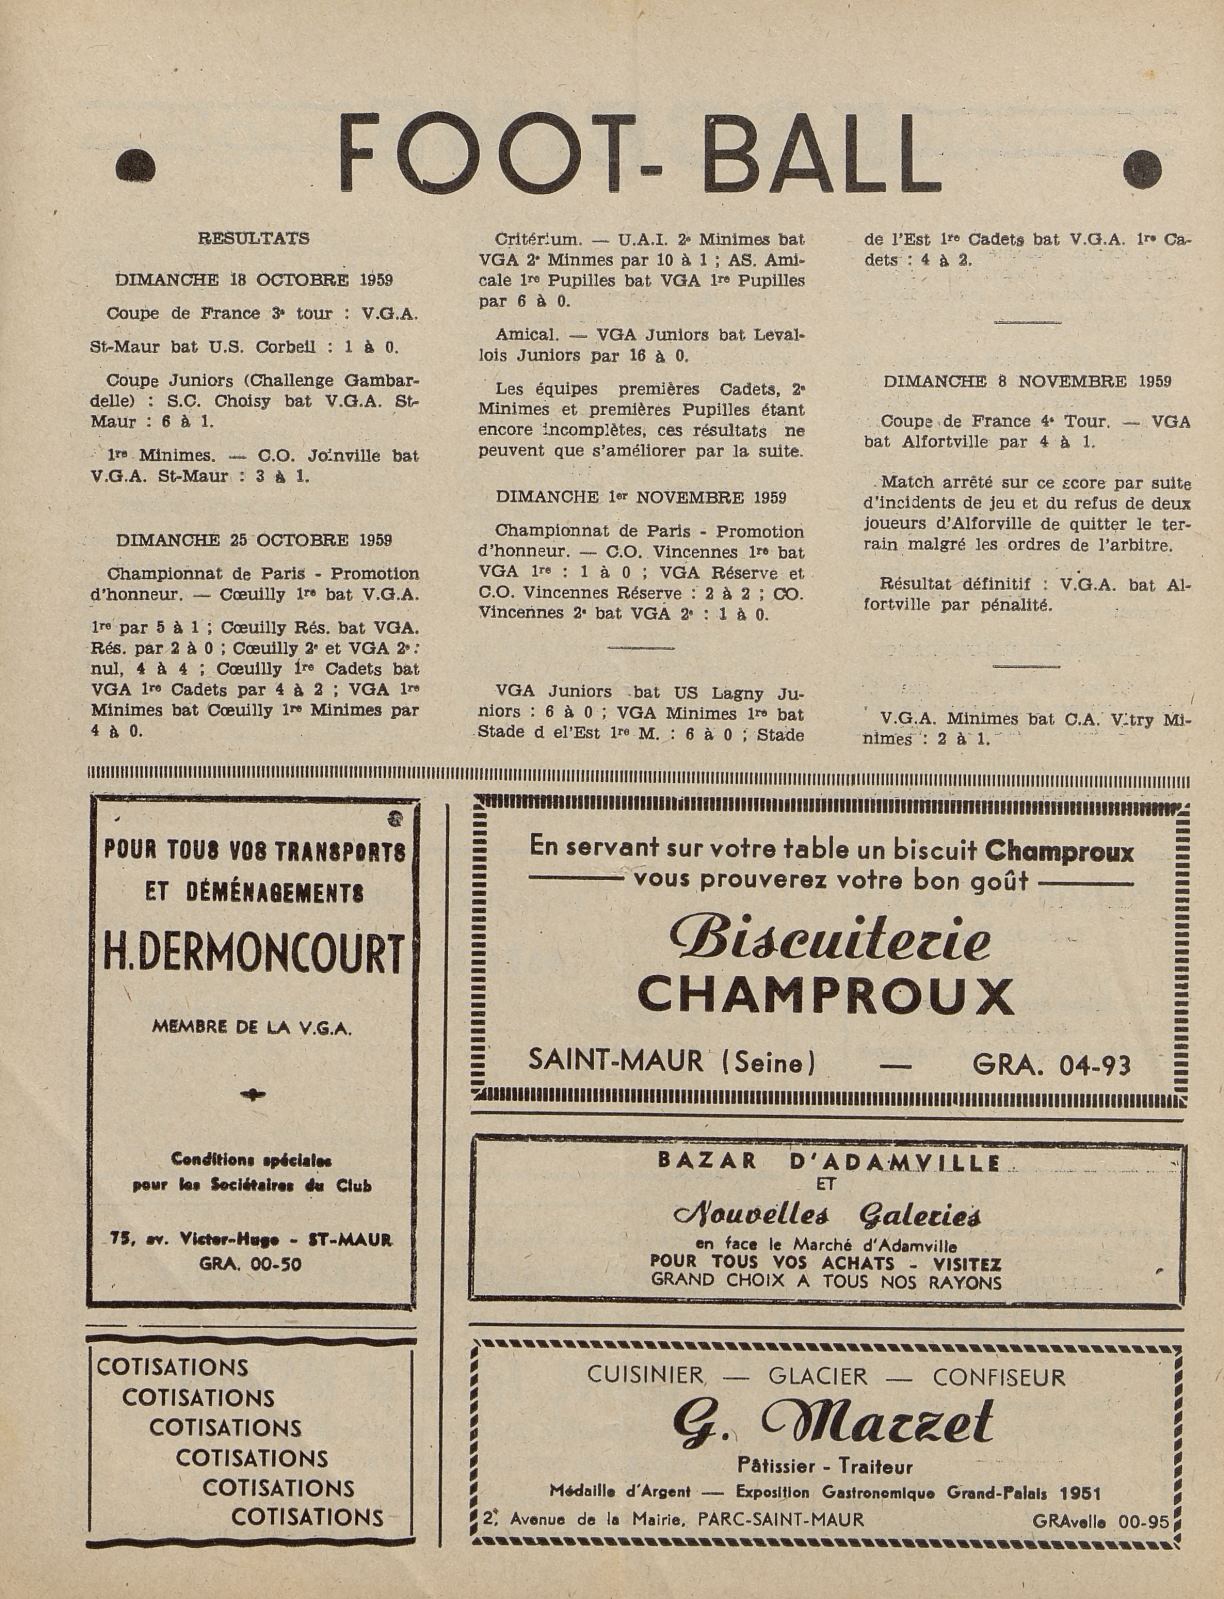 FOOT-BALL
RESULTATS
DIMANCHE 18 OCTOBRE 1959
Coupe de France 3e tour : V.G.A.
St-Maur bat U.S. Corbeil : 1 à 0.
Coupe Juniors (Challenge Gambar-
delle) : S.C. Choisy bat V.G.A. St-
Maur : 6 à 1.
1re Minimes. — C.O. Joinville bat
V.G.A. St-Maur : 3 à 1.
DIMANCHE 25 OCTOBRE 1959
Championnat de Paris - Promotion
d'honneur. — Cœuilly 1re bat V.G.A.
1re par 5 à 1 ; Cœuilly Rés. bat VGA.
Rés. par 2 à 0 ; Cœuilly 2e et VGA 2e :
nul, 4 à 4 ; Cœuilly 1re Cadets bat
VGA 1re Cadets par 4 à 2 ; VGA 1re
Minimes bat Cœuilly 1re Minimes par
4 à 0.
Critérium. — U.A.I. 2e Minimes bat
VGA 2e Minmes par 10 à 1 ; AS. Ami-
cale 1re Pupilles bat VGA 1re Pupilles
par 6 à 0.
Amical. — VGA Juniors bat Leval-
lois Juniors par 16 à 0.
Les équipes premières Cadets, 2e
Minimes et premières Pupilles étant
encore incomplètes, ces résultats ne
peuvent que s'améliorer par la suite.
DIMANCHE 1er NOVEMBRE 1959
Championnat de Paris - Promotion
d'honneur. — C.O. Vincennes 1re bat
VGA 1re : 1 à 0 ; VGA Réserve et
C.O. Vincennes Réserve : 2 à 2 ; CO.
Vincennes 2e bat VGA 2e : 1 à 0.
VGA Juniors bat US Lagny Ju-
niors : 6 à 0 ; VGA Minimes 1re bat
Stade d el'Est 1re M. : 6 à 0 ; Stade
de l'Est 1re Cadets bat V.G.A. 1re Ca-
dets : 4 à 2.
DIMANCHE 8 NOVEMBRE 1959
Coupe de France 4e Tour. — VGA
bat Alfortville par 4 à 1.
Match arrêté sur ce score par suite
d'incidents de jeu et du refus de deux
joueurs d'Alforville de quitter le ter-
rain malgré les ordres de l'arbitre.
Résultat définitif : V.G.A. bat Al-
fortville par pénalité.
V.G.A. Minimes bat C.A. Vitry Mi-
nimes : 2 à 1.
POUR TOUS VOS TRANSPORTS
ET DÉMÉNAGEMENTS
H.DERMONCOURT
MEMBRE DE LA V.G.A.
Conditions spéciales
pour les Sociétaires du Club
75, av. Victor-Hugo - ST-MAUR
GRA. 00-50
COTISATIONS
COTISATIONS
COTISATIONS
COTISATIONS
COTISATIONS
COTISATIONS
En servant sur votre table un biscuit Champroux
vous prouverez votre bon goût
Biscuiterie
CHAMPROUX
SAINT-MAUR (Seine) — GRA. 04-93
BAZAR D'ADAMVILLE
ET
Nouvelles Galeries
en face le Marché d'Adamville
POUR TOUS VOS ACHATS - VISITEZ
GRAND CHOIX A TOUS NOS RAYONS
CUISINIER — GLACIER — CONFISEUR
G. Marzet
Pâtissier - Traiteur
Médaille d'Argent — Exposition Gastronomique Grand-Palais 1951
2, Avenue de la Mairie, PARC-SAINT-MAUR GRAvelle 00-95